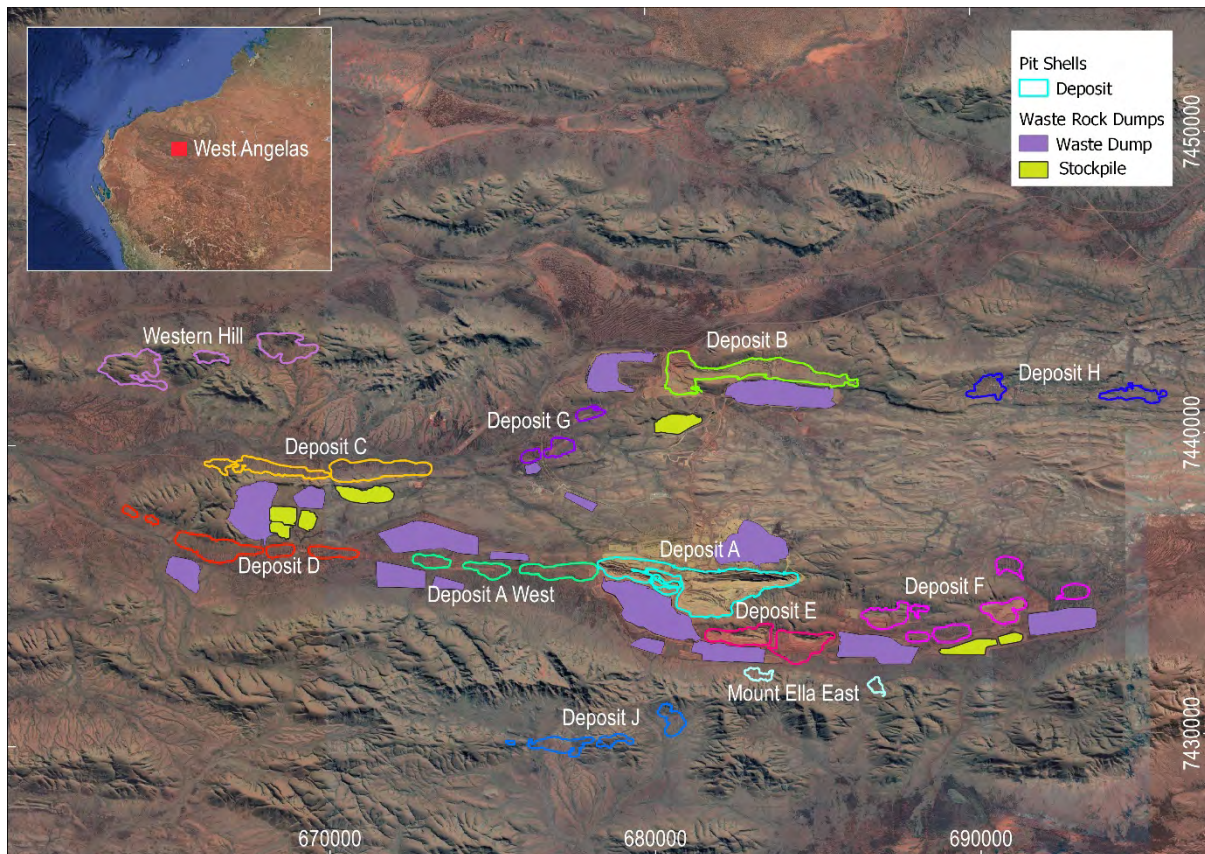 West Angelas
Pit Shells
Deposit
Waste Rock Dumps
Waste Dump
Stockpile
7450000
Western Hill
Deposit B
Deposit H
Deposit G
7440000
Deposit C
Deposit A
Deposit D
Deposit A West
Deposit F
Deposit E
Mount Ella East
Deposit J
7430000
670000
680000
690000